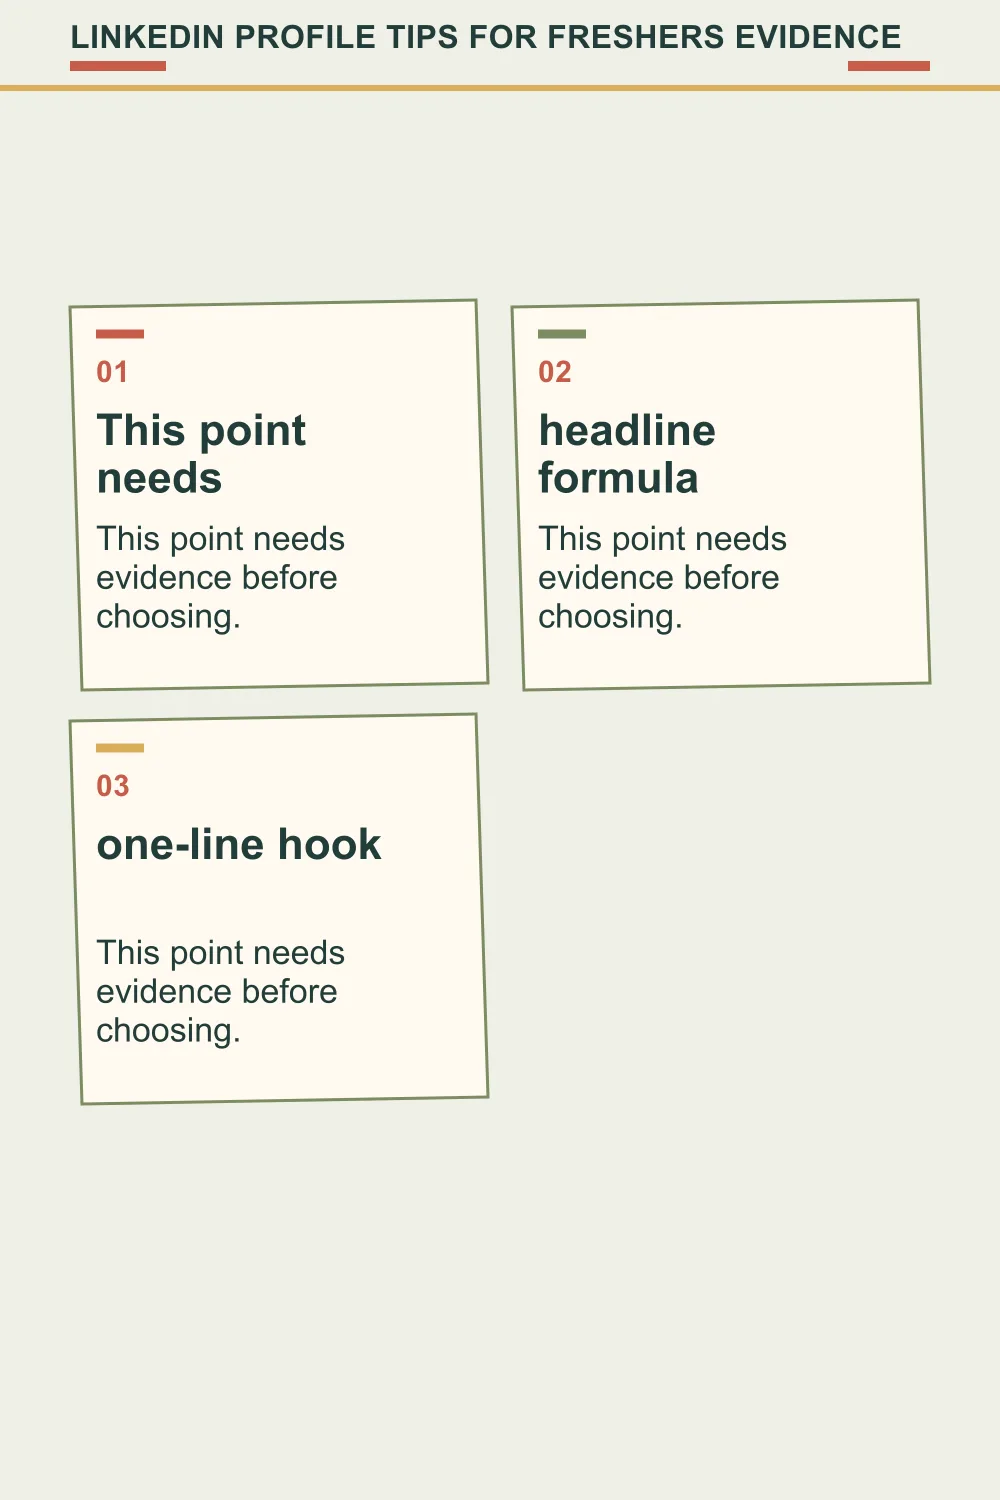 LINKEDIN PROFILE TIPS FOR FRESHERS EVIDENCE
01
This point
needs
This point needs
evidence before
choosing.
02
headline
formula
This point needs
evidence before
choosing.
03
one-line hook
This point needs
evidence before
choosing.